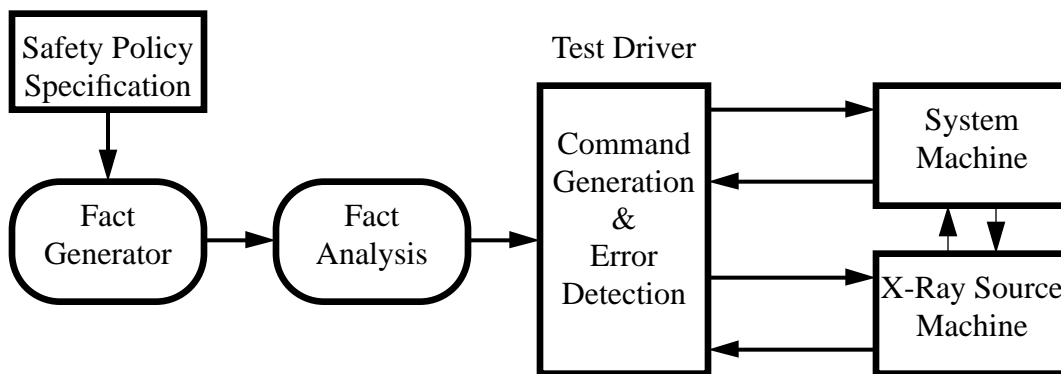 Safety Policy
Specification
Test Driver
Fact
Generator
Fact
Analysis
Command
Generation
&
Error
Detection
System
Machine
X-Ray Source
Machine